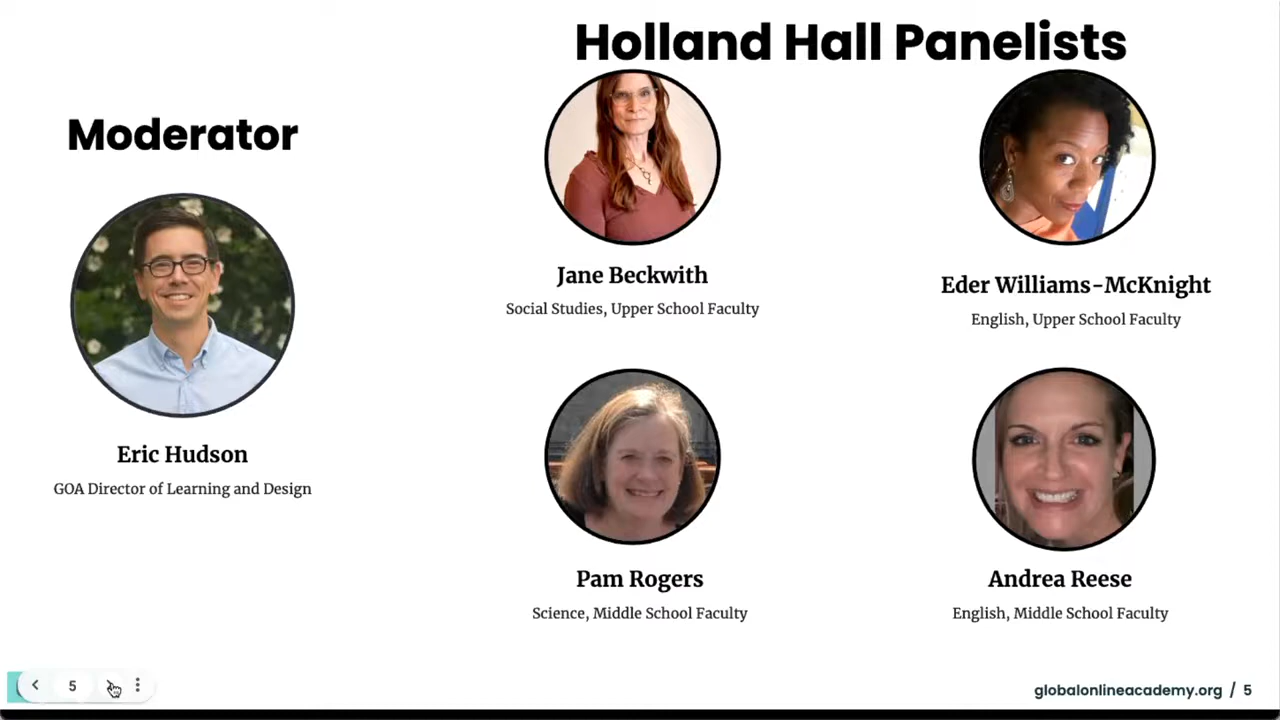 Holland Hall Panelists
Moderator
Jane Beckwith
Social Studies, Upper School Faculty
Eder Williams-McKnight
English, Upper School Faculty
Eric Hudson
GOA Director of Learning and Design
Pam Rogers
Science, Middle School Faculty
Andrea Reese
English, Middle School Faculty
5
globalonlineacademy.org / 5